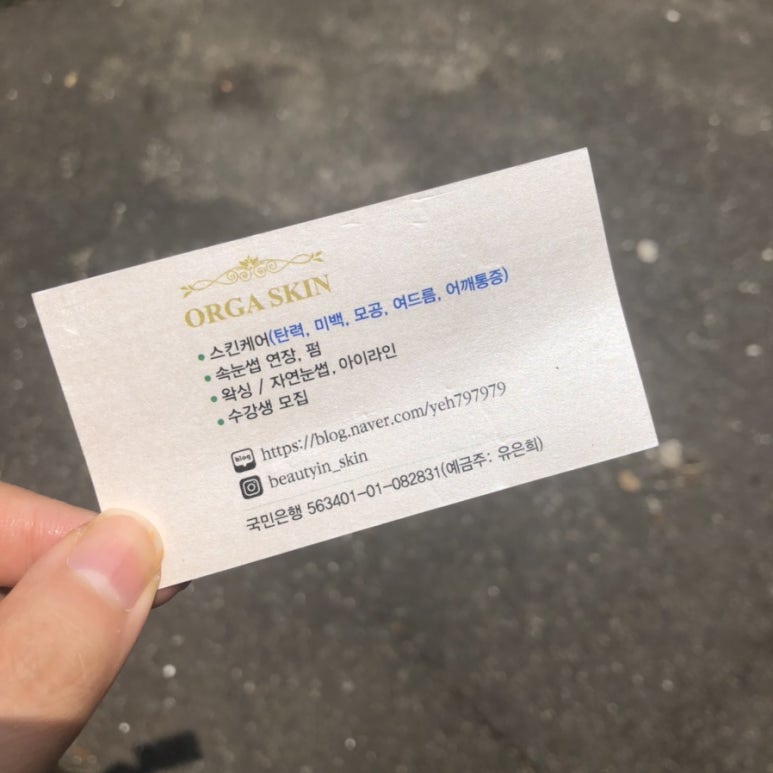 ORGA SKIN
• 스킨케어(탄력, 미백, 모공, 여드름, 어깨통증)
• 속눈썹 연장, 펌
• 왁싱 / 자연눈썹, 아이라인
• 수강생 모집
blog https://blog.naver.com/yeh797979
beautyin_skin
국민은행 563401-01-082831(예금주: 유은희)